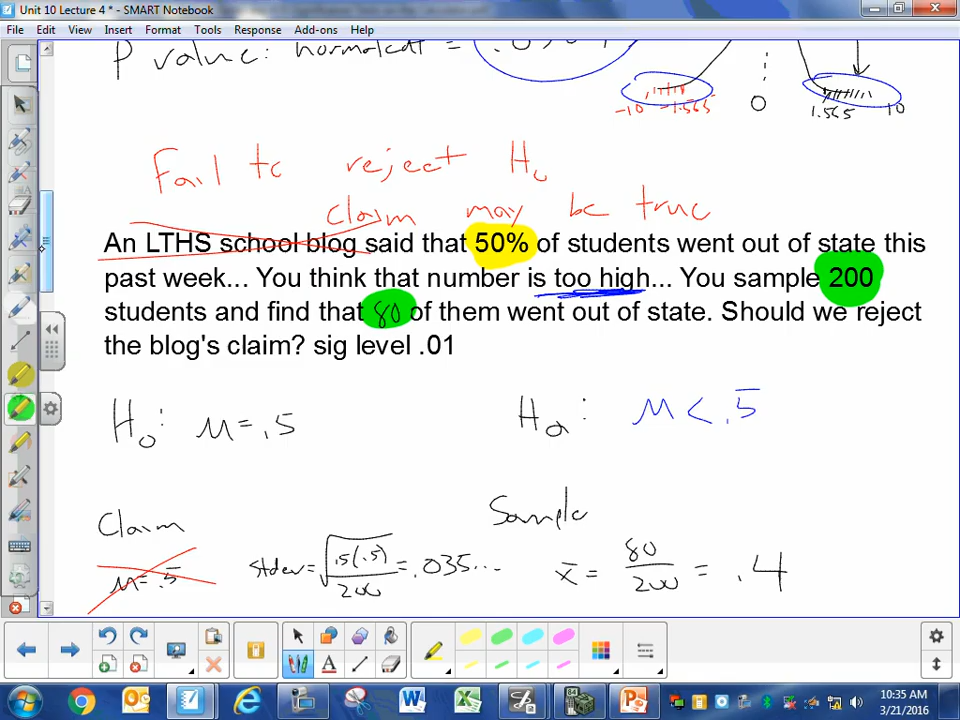 Unit 10 Lecture 4 * - SMART Notebook
File Edit View Insert Format Tools Response Add-ons Help
P value: normalcdf =
-10 -1.565 0 1.565 10
Fail to reject Ho
claim may be true
An LTHS school blog said that 50% of students went out of state this
past week... You think that number is too high... You sample 200
students and find that 80 of them went out of state. Should we reject
the blog's claim? sig level .01
Ho: μ = .5 Ha: μ < .5
Claim Sample
μ = .5 stdev = √.5(.5)/200 = .035... x̄ = 80/200 = .4
10:35 AM
3/21/2016